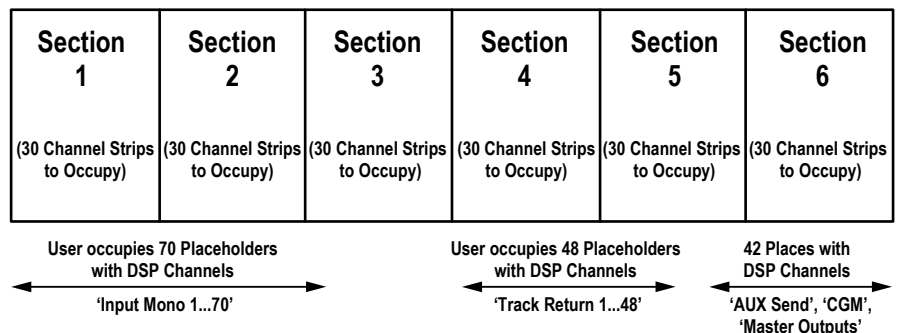 Section 1
(30 Channel Strips
to Occupy)
Section 2
(30 Channel Strips
to Occupy)
Section 3
(30 Channel Strips
to Occupy)
Section 4
(30 Channel Strips
to Occupy)
Section 5
(30 Channel Strips
to Occupy)
Section 6
(30 Channel Strips
to Occupy)
User occupies 70 Placeholders
with DSP Channels
‘Input Mono 1...70’
User occupies 48 Placeholders
with DSP Channels
‘Track Return 1...48’
42 Places with
DSP Channels
‘AUX Send’, ‘CGM’,
‘Master Outputs’